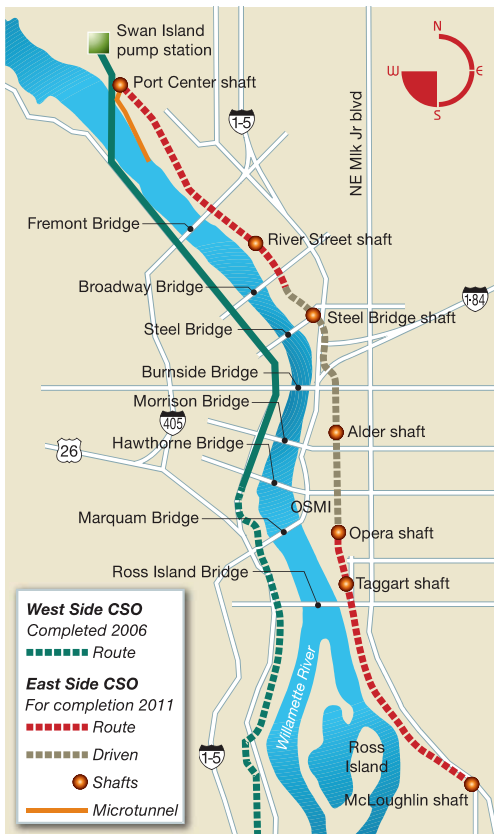 Swan Island
pump station
Port Center shaft
N
W
E
S
1-5
NE Mlk Jr blvd
Fremont Bridge
River Street shaft
Broadway Bridge
1-84
Steel Bridge shaft
Steel Bridge
Burnside Bridge
Morrison Bridge
405
Alder shaft
Hawthorne Bridge
26
OSMI
Marquam Bridge
Opera shaft
Ross Island Bridge
Taggart shaft
West Side CSO
Completed 2006
Route
East Side CSO
For completion 2011
Route
Driven
Shafts
Microtunnel
Willamette River
1-5
Ross
Island
McLoughlin shaft